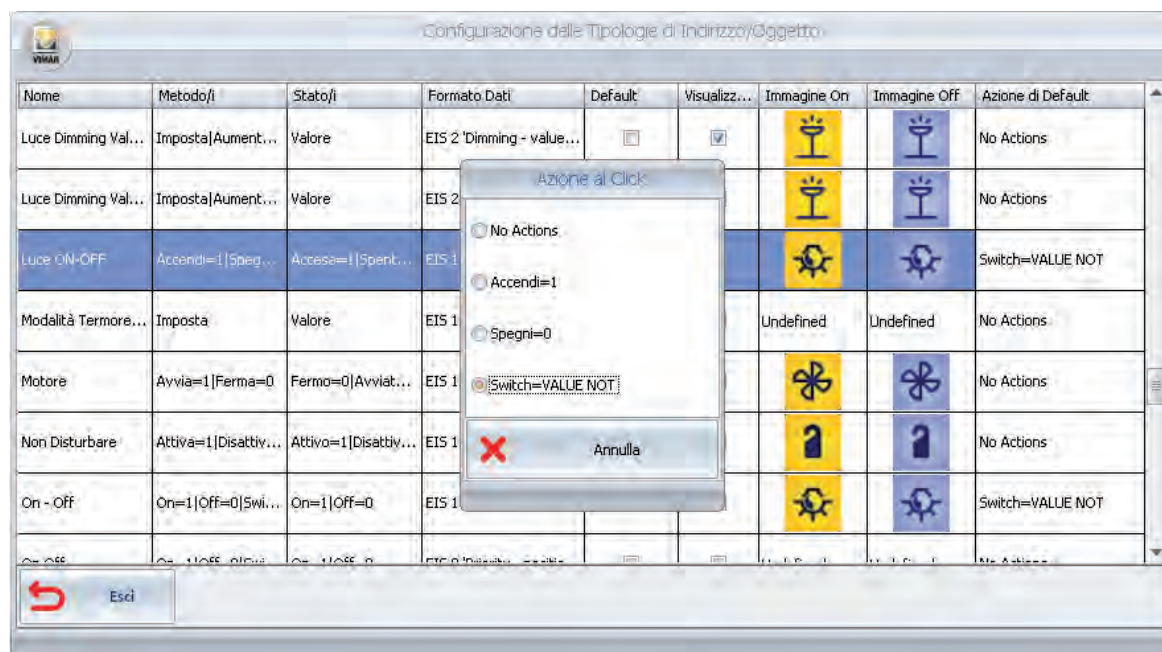 Configurazione delle Tipologie di Indirizzo/Oggetto
VIMAR
Nome Metodo/i Stato/i Formato Dati Default Visualizz... Immagine On Immagine Off Azione di Default
Luce Dimming Val... Imposta|Aument... Valore EIS 2 'Dimming - value... No Actions
Luce Dimming Val... Imposta|Aument... Valore EIS 2 No Actions
Luce ON-OFF Accendi=1|Speg... Accesa=1|Spent... EIS 1 Switch=VALUE NOT
Modalità Termore... Imposta Valore EIS 1 Undefined Undefined No Actions
Motore Avvia=1|Ferma=0 Fermo=0|Avviat... EIS 1 No Actions
Non Disturbare Attiva=1|Disattiv... Attivo=1|Disattiv... EIS 1 No Actions
On - Off On=1|Off=0|Swi... On=1|Off=0 EIS 1 Switch=VALUE NOT
Azione al Click
No Actions
Accendi=1
Spegni=0
Switch=VALUE NOT
Annulla
Esci